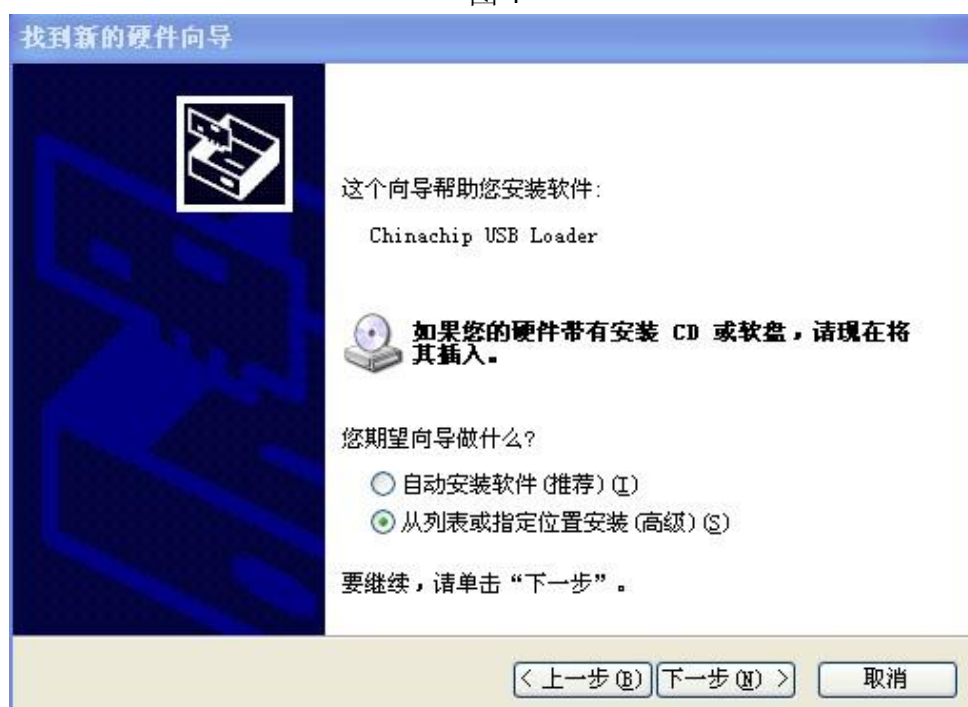 找到新的硬件向导
这个向导帮助您安装软件:
Chinachip USB Loader
如果您的硬件带有安装 CD 或软盘，请现在将
其插入。
您期望向导做什么?
自动安装软件(推荐)(I)
从列表或指定位置安装(高级)(S)
要继续，请单击“下一步”。
< 上一步(B) 下一步(N) > 取消